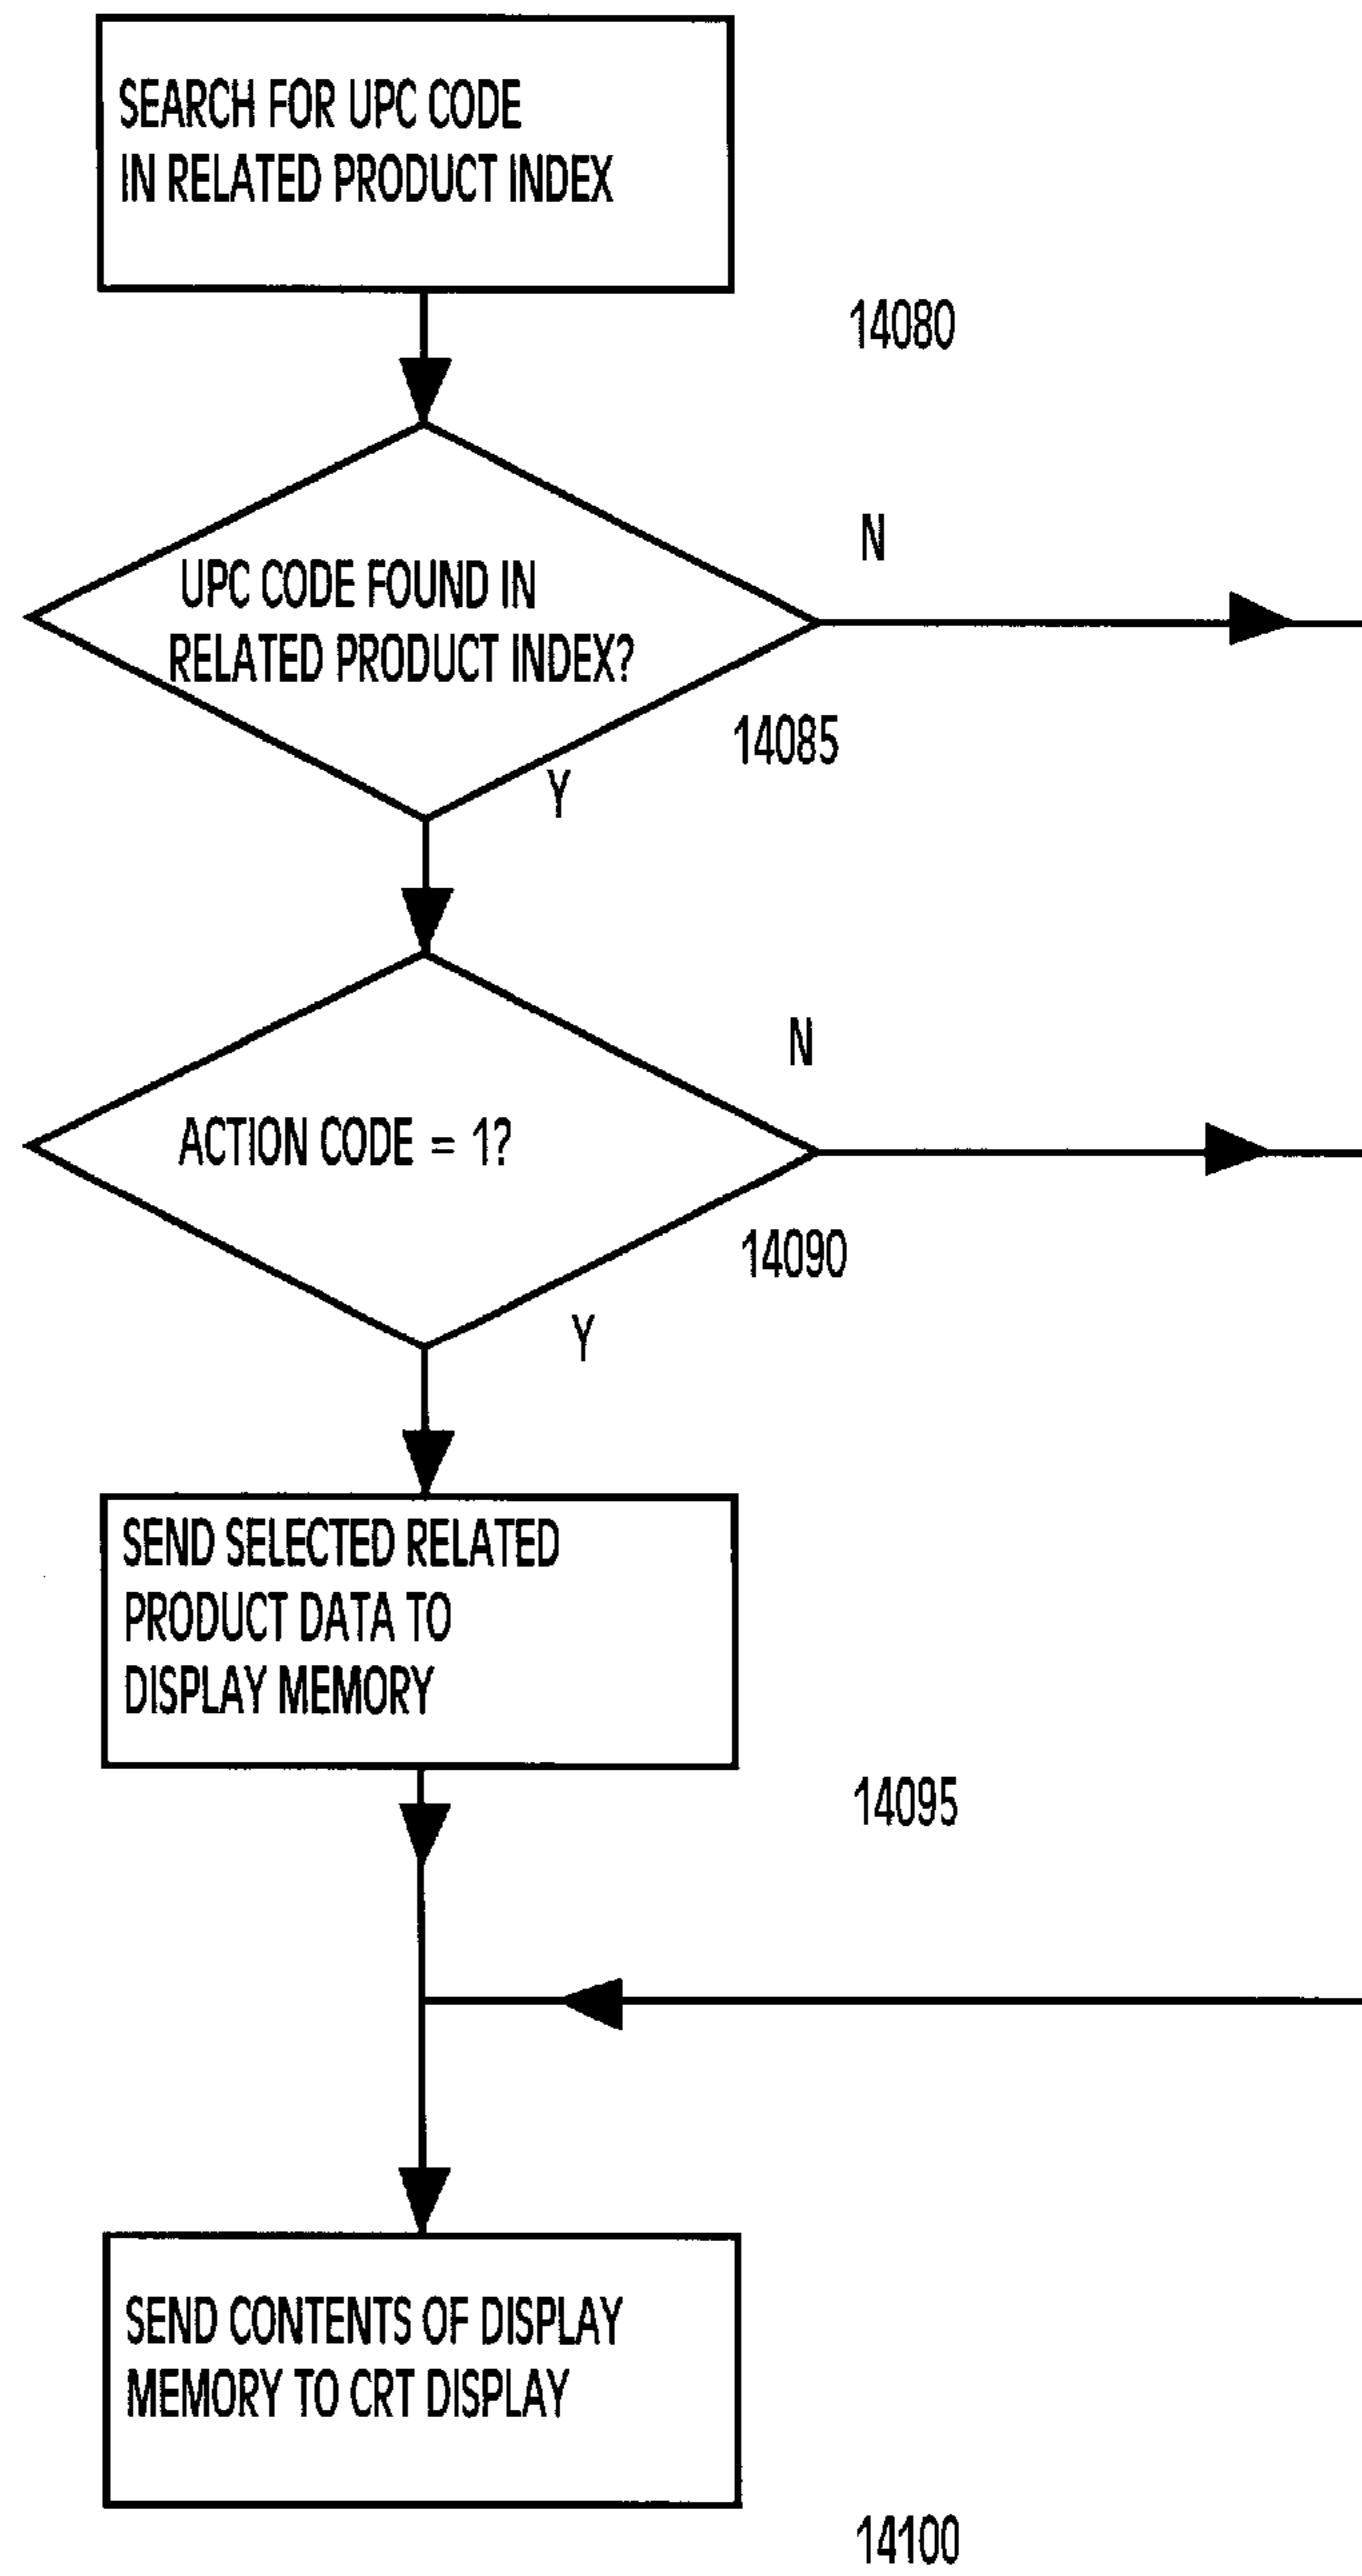 SEARCH FOR UPC CODE
IN RELATED PRODUCT INDEX
14080
N
UPC CODE FOUND IN
RELATED PRODUCT INDEX?
14085
Y
N
ACTION CODE = 1?
14090
Y
SEND SELECTED RELATED
PRODUCT DATA TO
DISPLAY MEMORY
14095
SEND CONTENTS OF DISPLAY
MEMORY TO CRT DISPLAY
14100